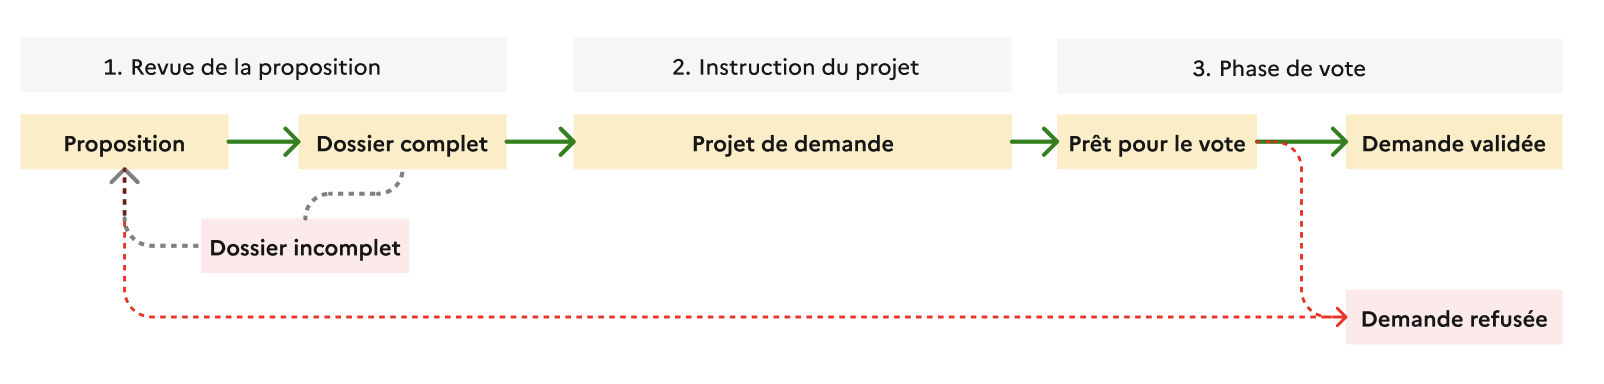 1. Revue de la proposition
2. Instruction du projet
3. Phase de vote
Proposition
Dossier complet
Projet de demande
Prêt pour le vote
Demande validée
Dossier incomplet
Demande refusée